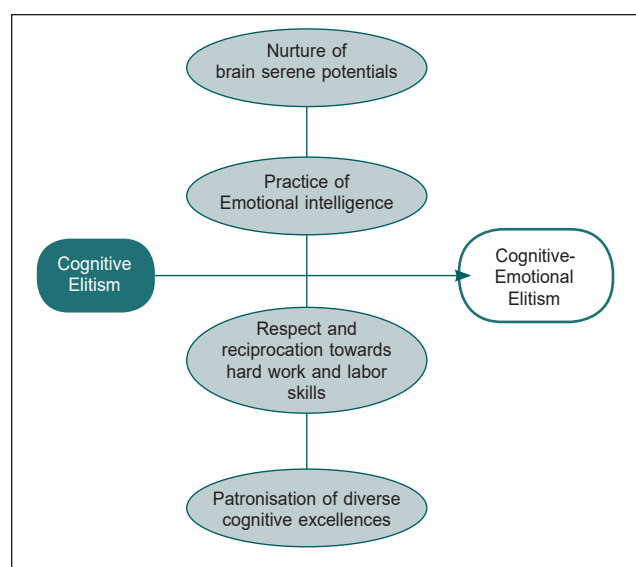 Nurture of
brain serene potentials
Practice of
Emotional intelligence
Cognitive
Elitism
Cognitive-
Emotional
Elitism
Respect and
reciprocation towards
hard work and labor
skills
Patronisation of diverse
cognitive excellences